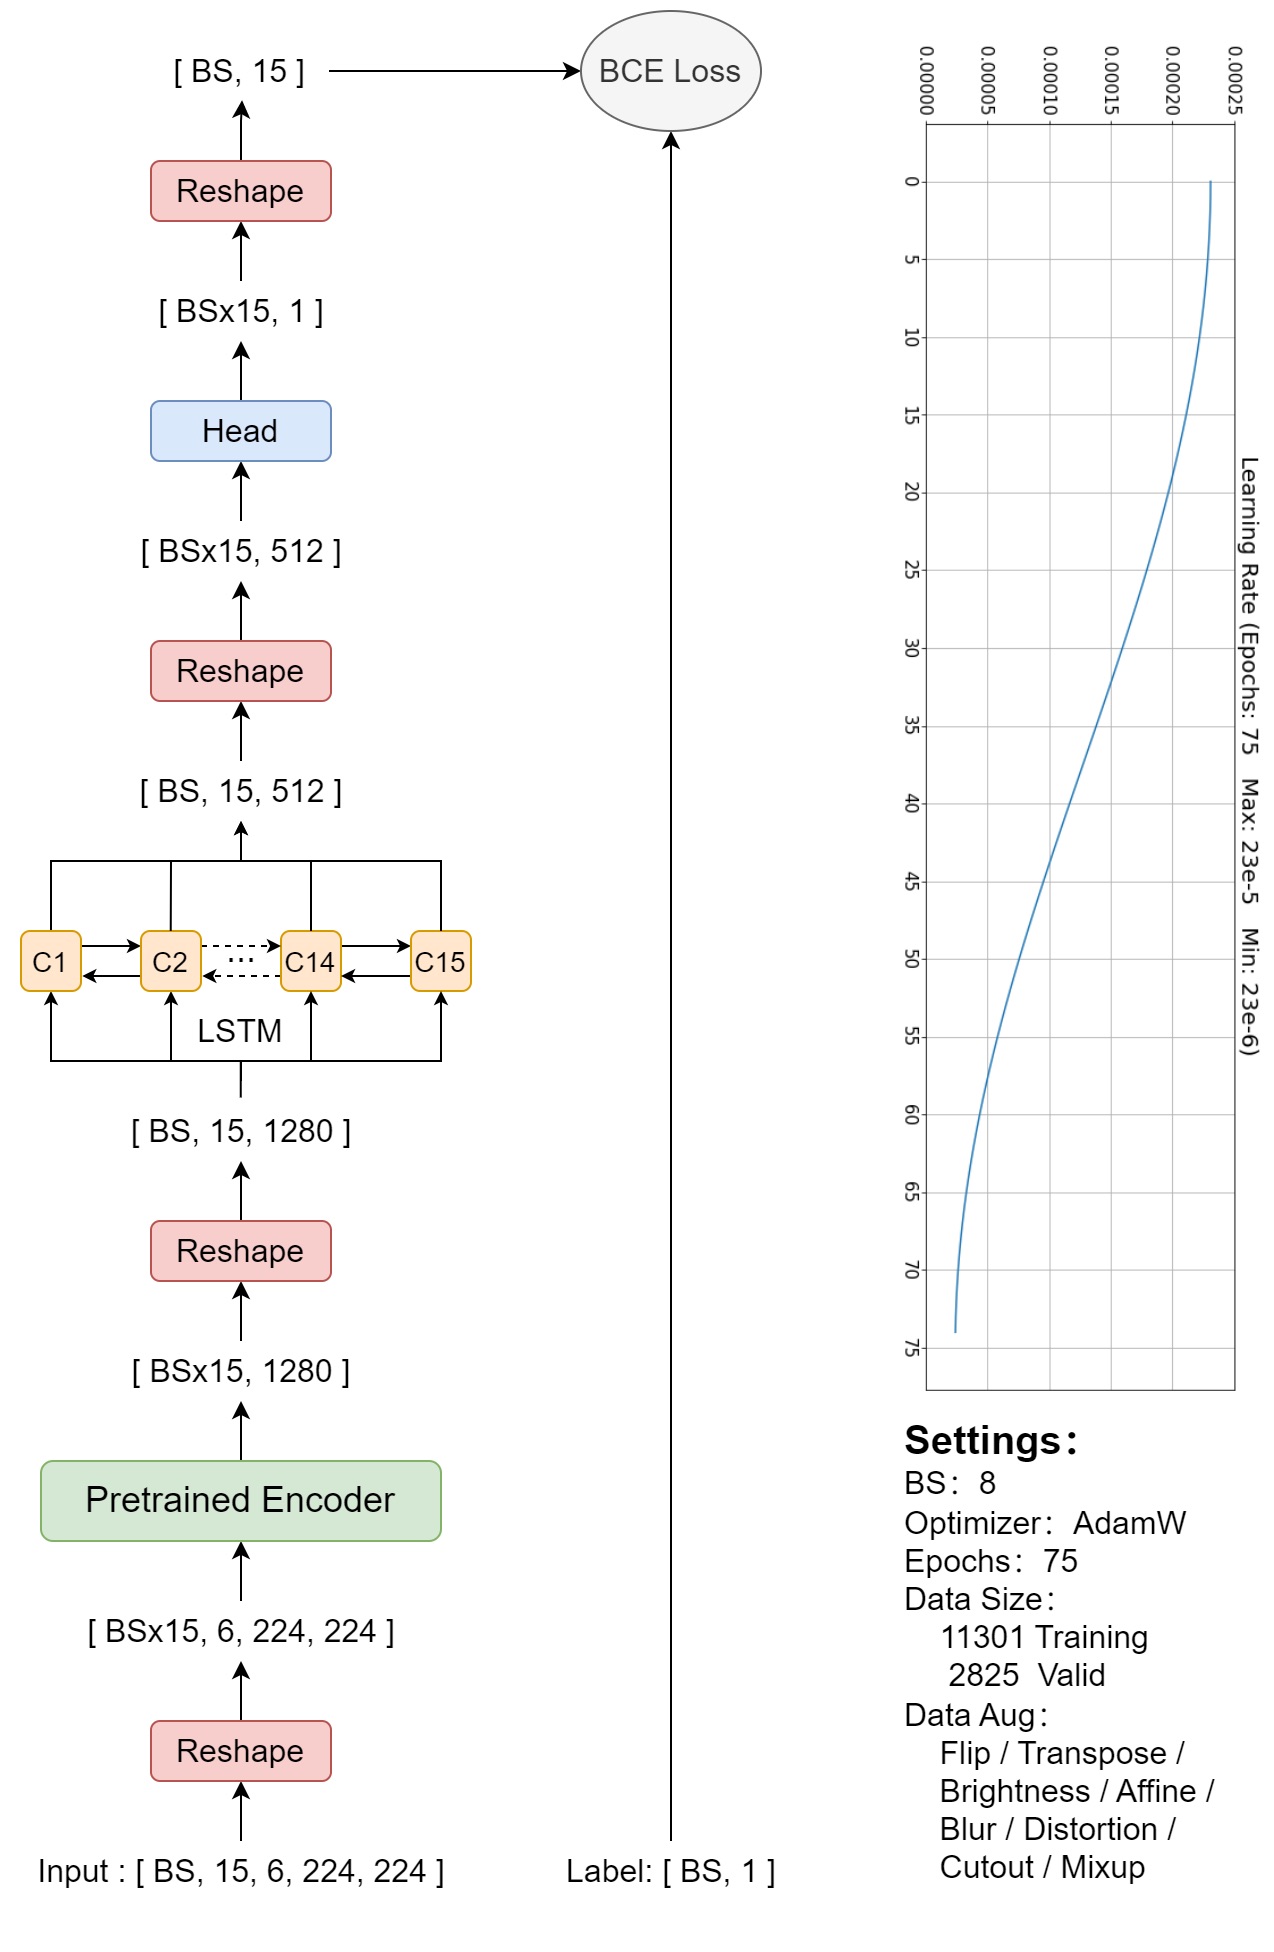 [ BS, 15 ]
BCE Loss
Reshape
[ BSx15, 1 ]
Head
[ BSx15, 512 ]
Reshape
[ BS, 15, 512 ]
C1
C2
...
C14
C15
LSTM
[ BS, 15, 1280 ]
Reshape
[ BSx15, 1280 ]
Pretrained Encoder
[ BSx15, 6, 224, 224 ]
Reshape
Input : [ BS, 15, 6, 224, 224 ]
Label: [ BS, 1 ]
Learning Rate (Epochs: 75 Max: 23e-5 Min: 23e-6)
0.00025
0.00020
0.00015
0.00010
0.00005
0.00000
0
5
10
15
20
25
30
35
40
45
50
55
60
65
70
75
Settings：
BS：8
Optimizer：AdamW
Epochs：75
Data Size：
11301 Training
2825 Valid
Data Aug：
Flip / Transpose /
Brightness / Affine /
Blur / Distortion /
Cutout / Mixup